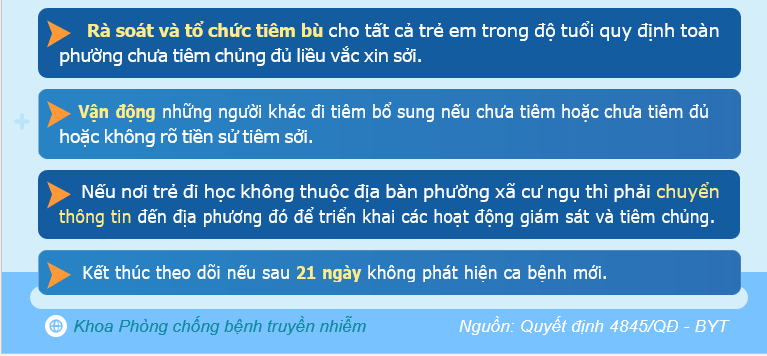 Rà soát và tổ chức tiêm bù cho tất cả trẻ em trong độ tuổi quy định toàn
phường chưa tiêm chủng đủ liều vắc xin sởi.
Vận động những người khác đi tiêm bổ sung nếu chưa tiêm hoặc chưa tiêm đủ
hoặc không rõ tiền sử tiêm sởi.
Nếu nơi trẻ đi học không thuộc địa bàn phường xã cư ngụ thì phải chuyển
thông tin đến địa phương đó để triển khai các hoạt động giám sát và tiêm chủng.
Kết thúc theo dõi nếu sau 21 ngày không phát hiện ca bệnh mới.
Khoa Phòng chống bệnh truyền nhiễm
Nguồn: Quyết định 4845/QĐ - BYT